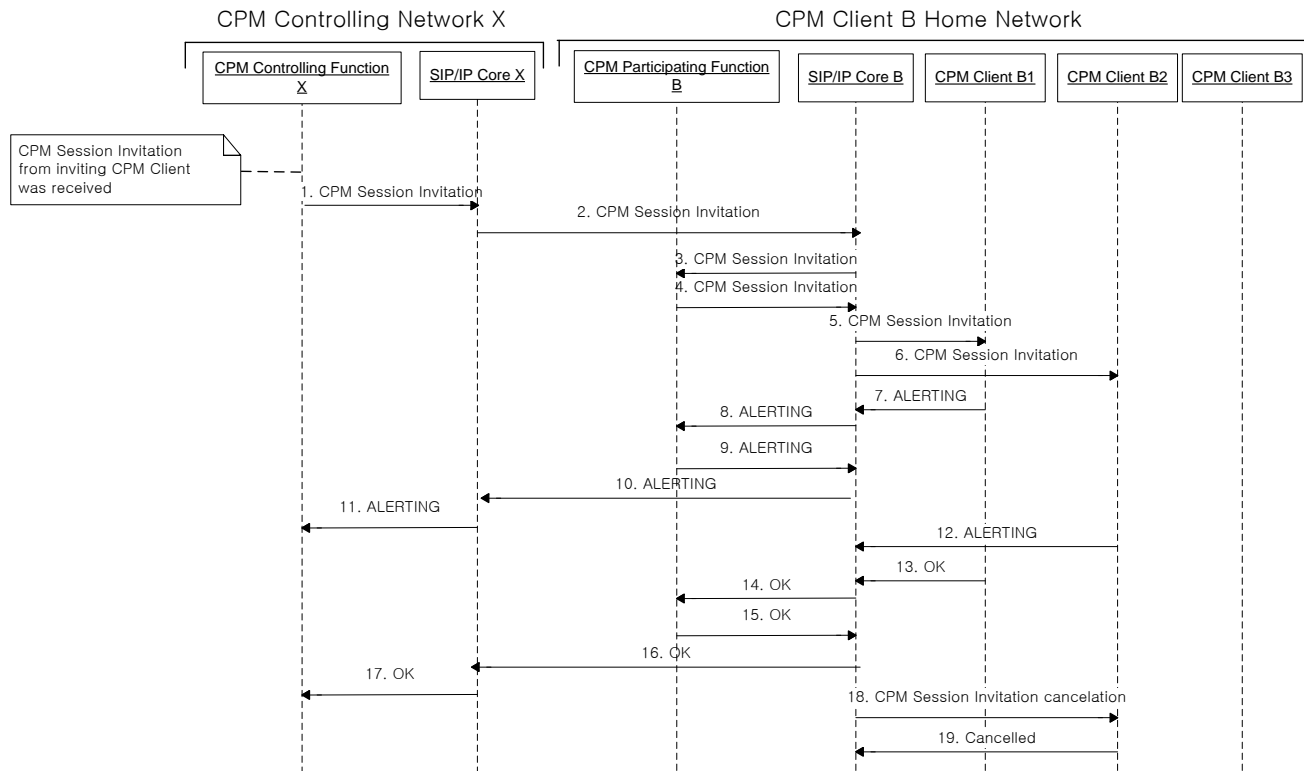 CPM Controlling Network X
CPM Client B Home Network
CPM Controlling Function
X
SIP/IP Core X
CPM Participating Function
B
SIP/IP Core B
CPM Client B1
CPM Client B2
CPM Client B3
CPM Session Invitation
from inviting CPM Client
was received
1. CPM Session Invitation
2. CPM Session Invitation
3. CPM Session Invitation
4. CPM Session Invitation
5. CPM Session Invitation
6. CPM Session Invitation
7. ALERTING
8. ALERTING
9. ALERTING
10. ALERTING
11. ALERTING
12. ALERTING
13. OK
14. OK
15. OK
16. OK
17. OK
18. CPM Session Invitation cancelation
19. Cancelled